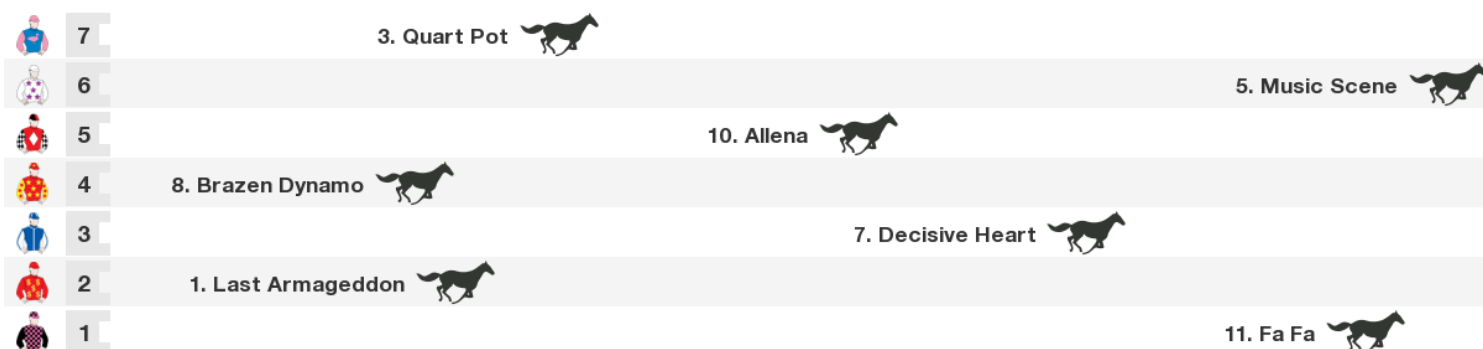 7 3. Quart Pot
6 5. Music Scene
5 10. Allena
4 8. Brazen Dynamo
3 7. Decisive Heart
2 1. Last Armageddon
1 11. Fa Fa